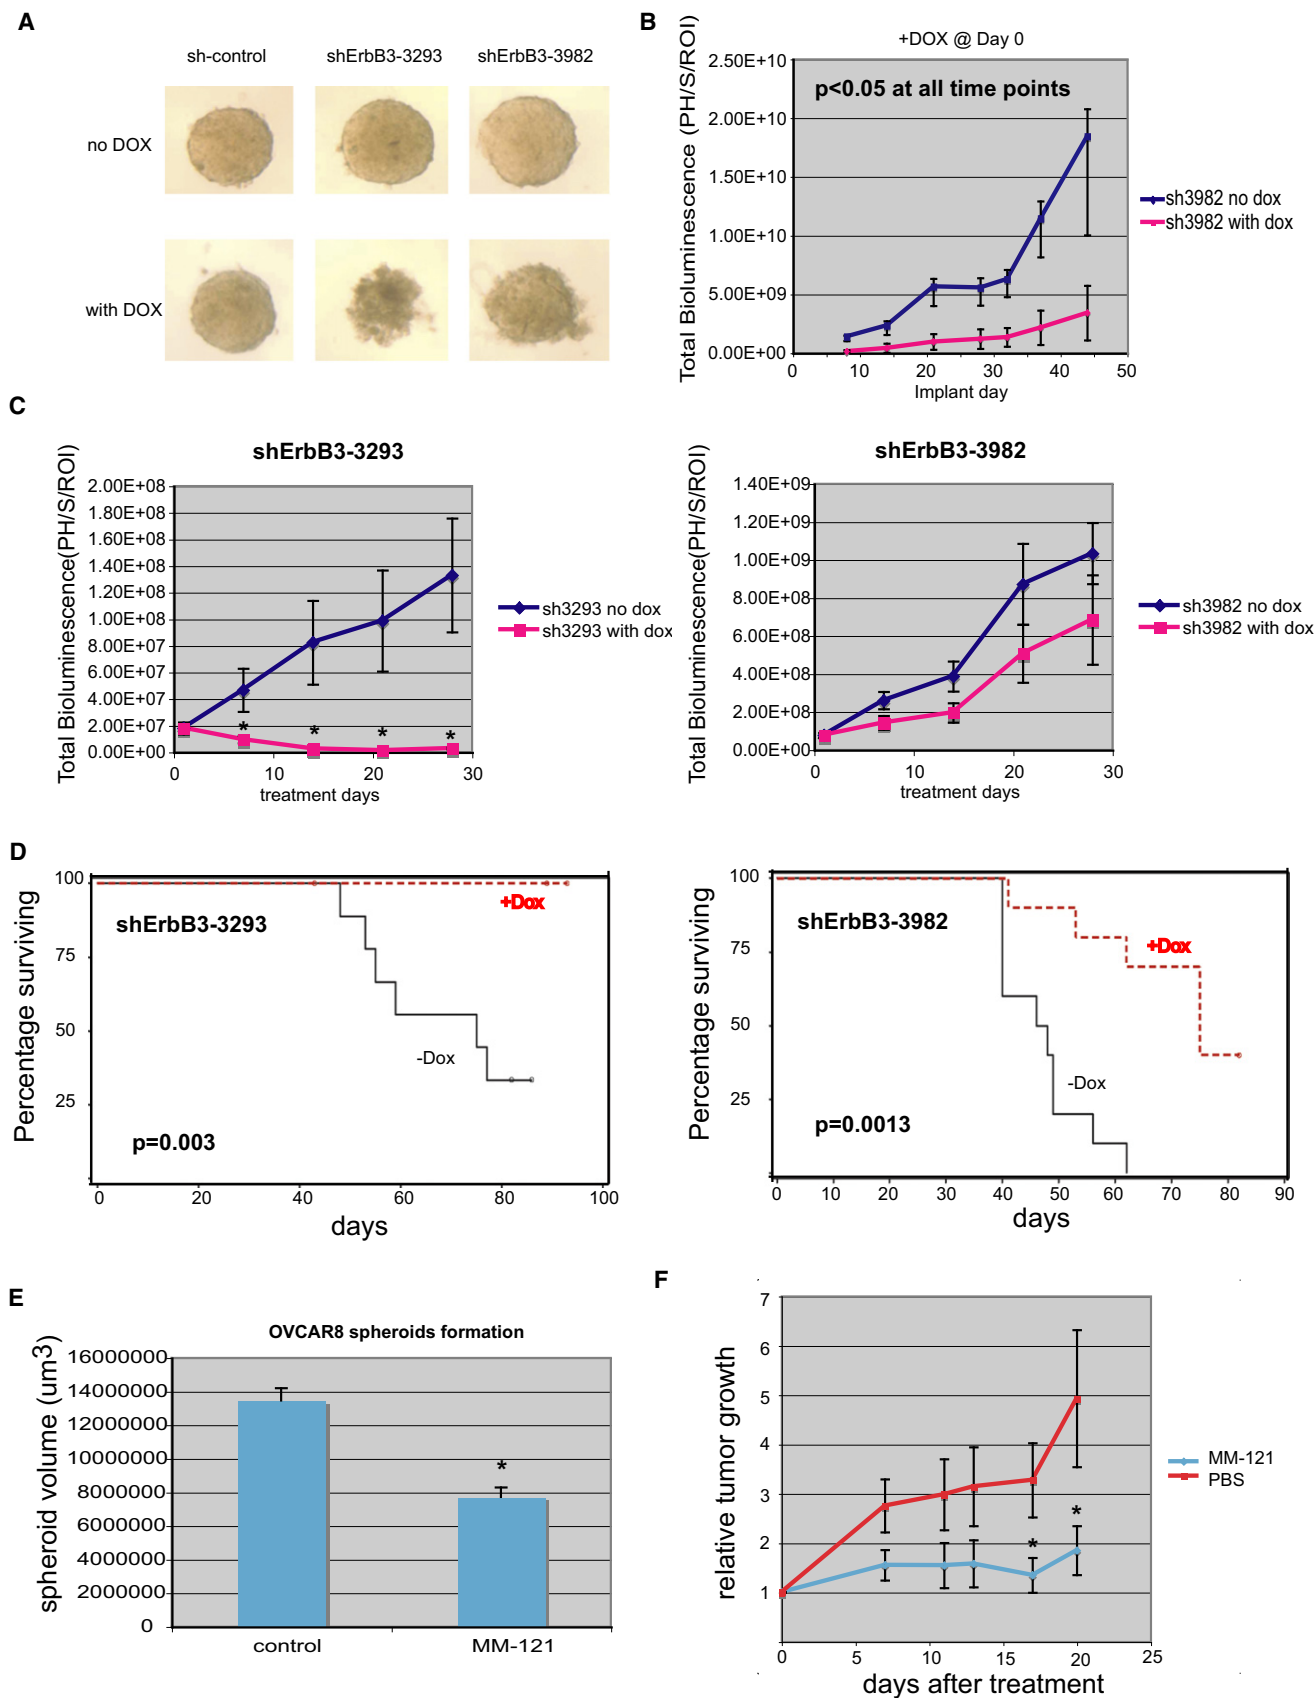 A
sh-control
shErbB3-3293
shErbB3-3982
no DOX
with DOX
B
+DOX @ Day 0
p<0.05 at all time points
Total Bioluminescence (PH/S/ROI)
2.50E+10
2.00E+10
1.50E+10
1.00E+10
5.00E+09
0.00E+00
0 10 20 30 40 50
Implant day
sh3982 no dox
sh3982 with dox
C
shErbB3-3293
Total Bioluminescence(PH/S/ROI)
2.00E+08
1.80E+08
1.60E+08
1.40E+08
1.20E+08
1.00E+08
8.00E+07
6.00E+07
4.00E+07
2.00E+07
0.00E+00
* * * *
0 10 20 30
treatment days
sh3293 no dox
sh3293 with dox
shErbB3-3982
Total Bioluminescence(PH/S/ROI)
1.40E+09
1.20E+09
1.00E+09
8.00E+08
6.00E+08
4.00E+08
2.00E+08
0.00E+00
0 10 20 30
treatment days
sh3982 no dox
sh3982 with dox
D
Percentage surviving
100
75
50
25
shErbB3-3293
+Dox
-Dox
p=0.003
0 20 40 60 80 100
days
Percentage surviving
100
75
50
25
shErbB3-3982
+Dox
-Dox
p=0.0013
0 10 20 30 40 50 60 70 80 90
days
E
OVCAR8 spheroids formation
spheroid volume (um3)
16000000
14000000
12000000
10000000
8000000
6000000
4000000
2000000
0
*
control
MM-121
F
relative tumor growth
7
6
5
4
3
2
1
* *
0 5 10 15 20 25
days after treatment
MM-121
PBS